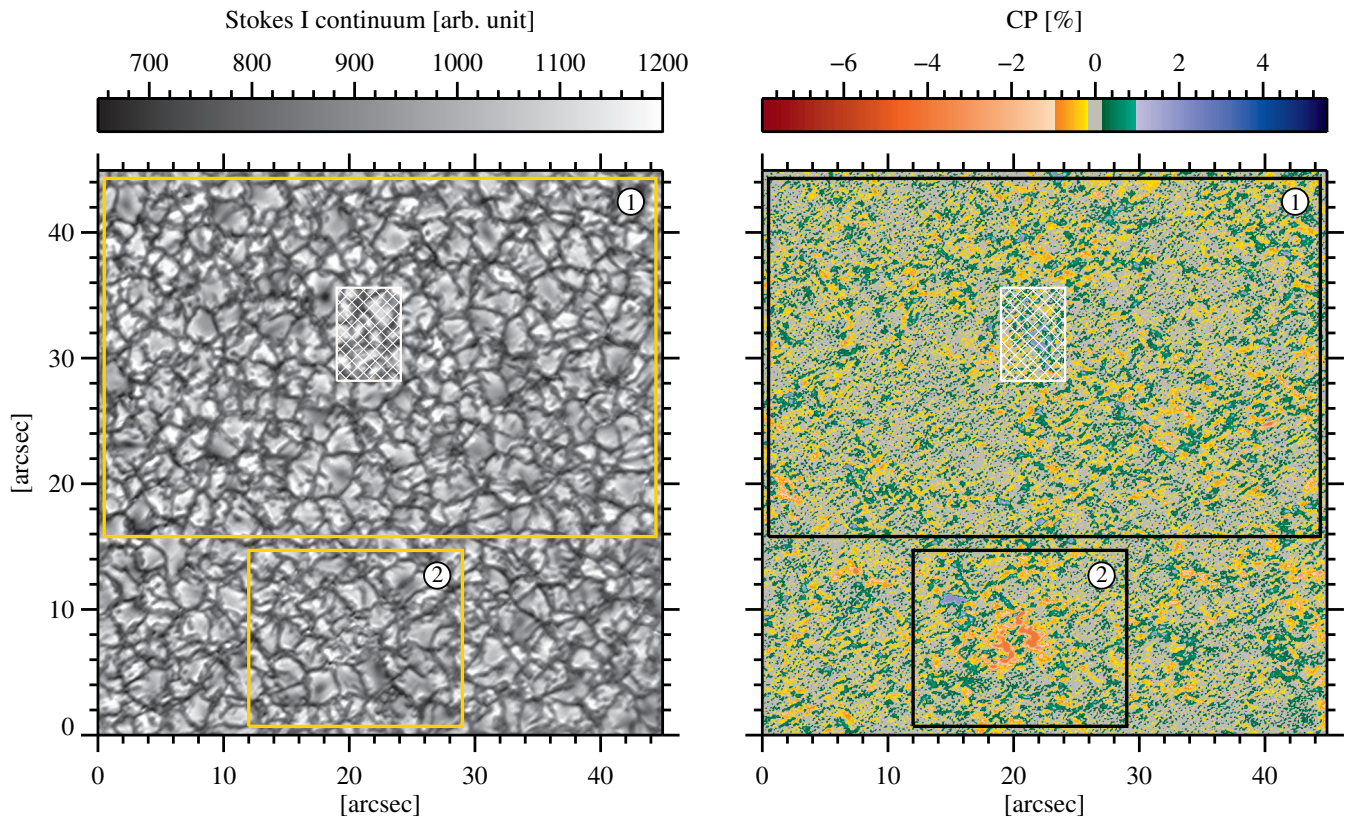 Stokes I continuum [arb. unit]
700 800 900 1000 1100 1200
CP [%]
−6 −4 −2 0 2 4
1
1
40
30
20
10
0
2
2
[arcsec]
0 10 20 30 40
[arcsec]
0 10 20 30 40
[arcsec]